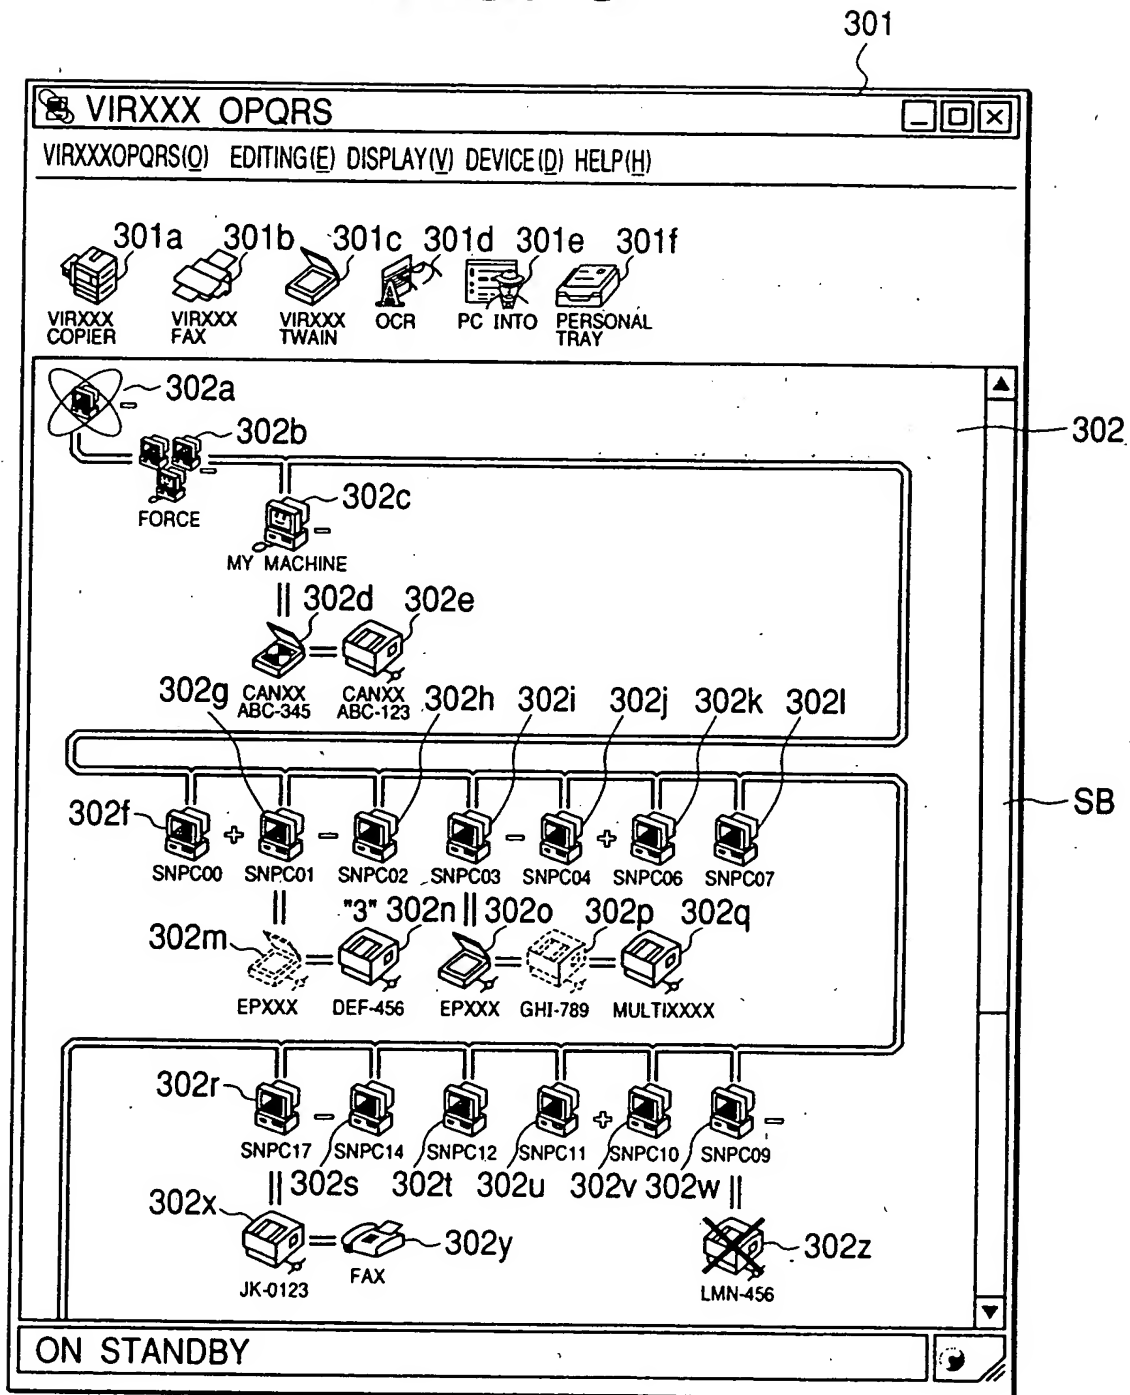 301
VIRXXX OPQRS
VIRXXXOPQRS(O) EDITING(E) DISPLAY(V) DEVICE(D) HELP(H)
301a 301b 301c 301d 301e 301f
VIRXXX COPIER
VIRXXX FAX
VIRXXX TWAIN
OCR
PC INTO
PERSONAL TRAY
302a
302
302b
FORCE
302c
MY MACHINE
302d 302e
CANXX ABC-345
CANXX ABC-123
302g 302h 302i 302j 302k 302l
SB
302f
+ - - +
SNPC00 SNPC01 SNPC02 SNPC03 SNPC04 SNPC06 SNPC07
302m "3" 302n 302o 302p 302q
EPXXX DEF-456 EPXXX GHI-789 MULTIXXXX
302r
- + -
SNPC17 SNPC14 SNPC12 SNPC11 SNPC10 SNPC09
302s 302t 302u 302v 302w
302x 302y 302z
JK-0123 FAX LMN-456
ON STANDBY